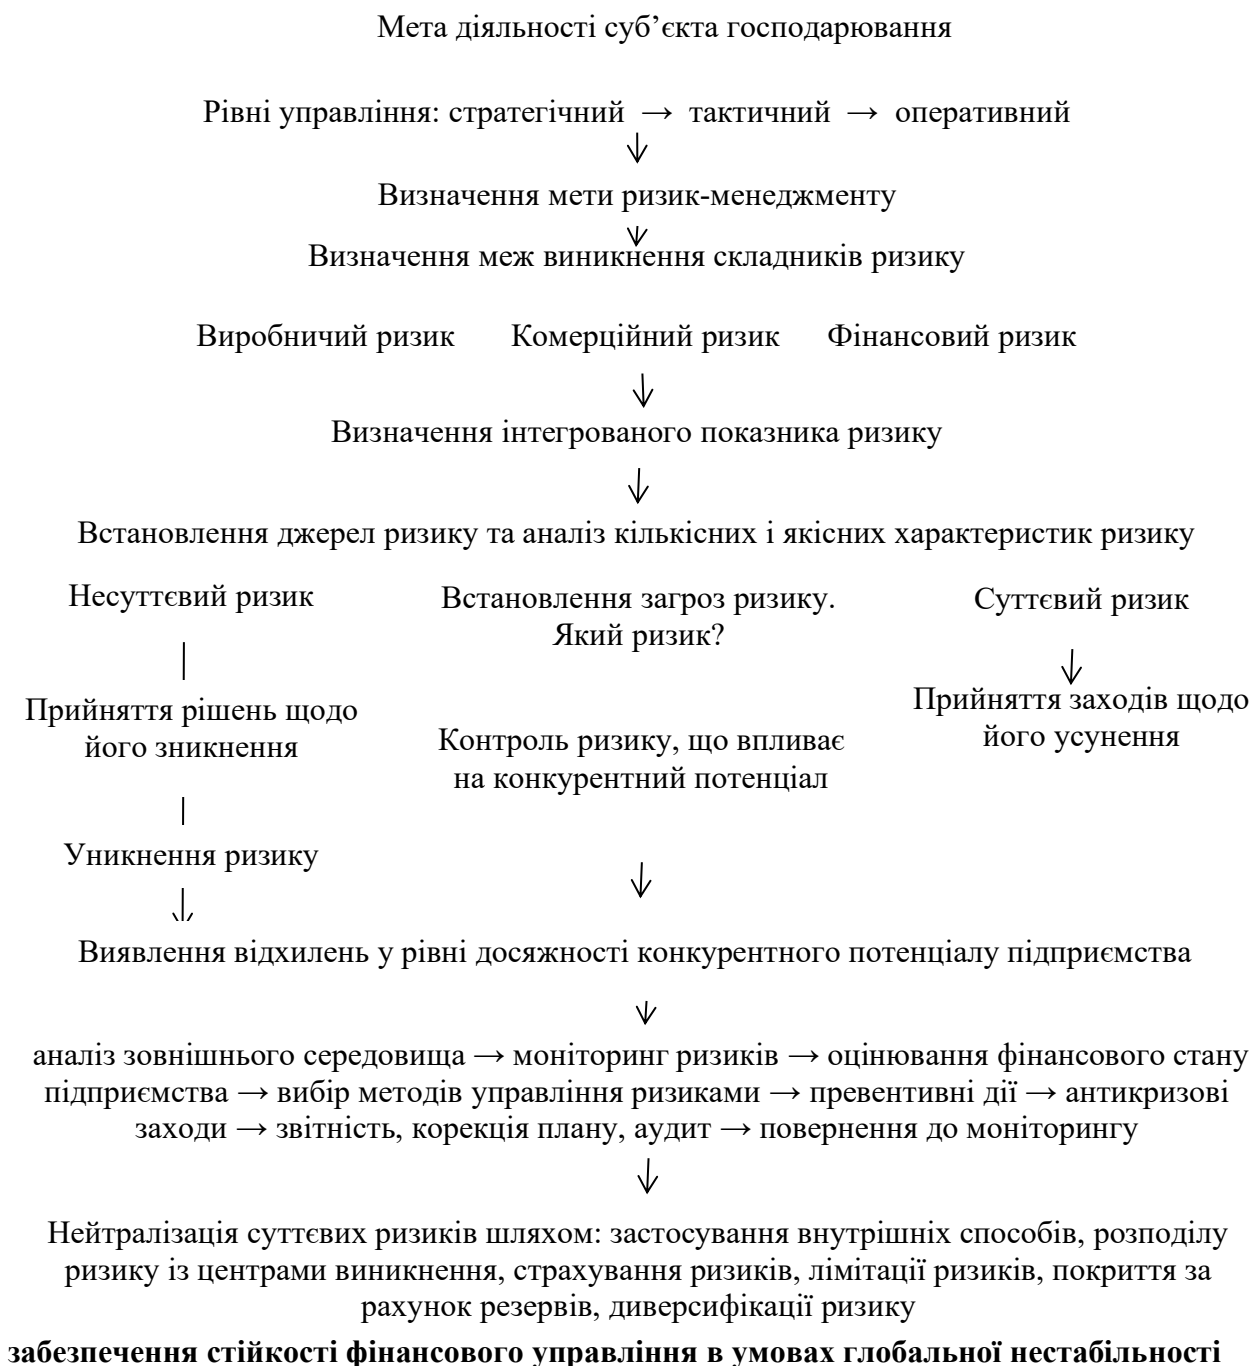 Мета діяльності суб’єкта господарювання
Рівні управління: стратегічний → тактичний → оперативний
Визначення мети ризик-менеджменту
Визначення меж виникнення складників ризику
Виробничий ризик Комерційний ризик Фінансовий ризик
Визначення інтегрованого показника ризику
Встановлення джерел ризику та аналіз кількісних і якісних характеристик ризику
Несуттєвий ризик
Прийняття рішень щодо
його зникнення
Уникнення ризику
Встановлення загроз ризику.
Який ризик?
Контроль ризику, що впливає
на конкурентний потенціал
Суттєвий ризик
Прийняття заходів щодо
його усунення
Виявлення відхилень у рівні досяжності конкурентного потенціалу підприємства
аналіз зовнішнього середовища → моніторинг ризиків → оцінювання фінансового стану
підприємства → вибір методів управління ризиками → превентивні дії → антикризові
заходи → звітність, корекція плану, аудит → повернення до моніторингу
Нейтралізація суттєвих ризиків шляхом: застосування внутрішніх способів, розподілу
ризику із центрами виникнення, страхування ризиків, лімітації ризиків, покриття за
рахунок резервів, диверсифікації ризику
забезпечення стійкості фінансового управління в умовах глобальної нестабільності